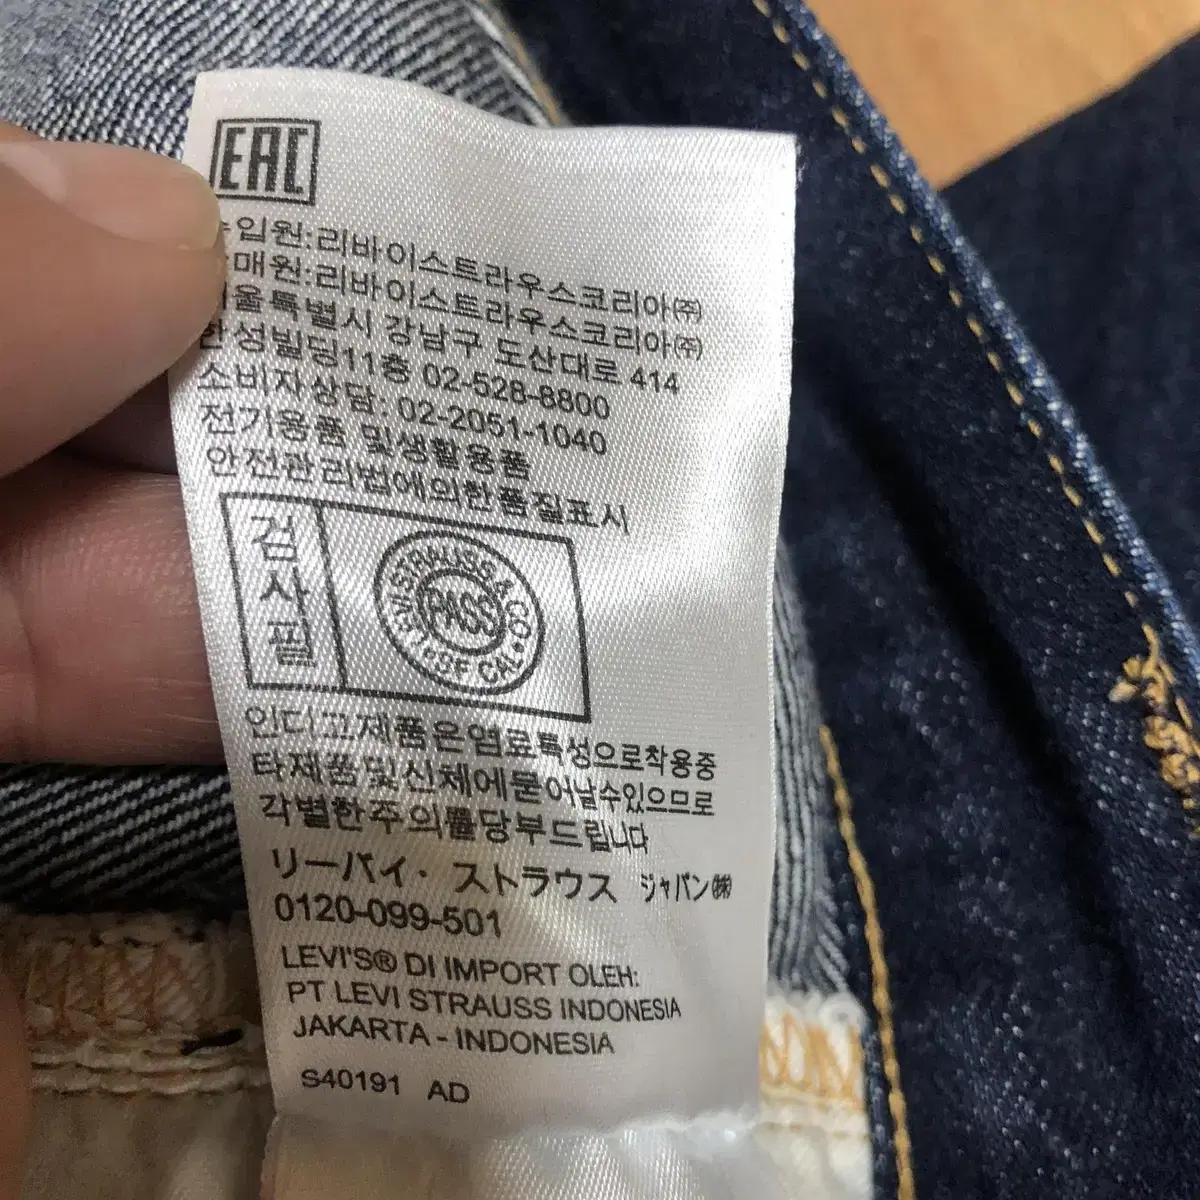 EAC
입원:리바이스트라우스코리아㈜
매원:리바이스트라우스코리아㈜
울특별시 강남구 도산대로 414
한성빌딩11층 02-528-8800
소비자상담: 02-2051-1040
전기용품 및생활용품
안전관리법에의한품질표시
검사필
LEVI STRAUSS & CO
PASS
OF CAL
인디고제품은염료특성으로착용중
타제품및신체에묻어날수있으므로
각별한주의를당부드립니다
リーバイ・ストラウス ジャパン㈱
0120-099-501
LEVI'S® DI IMPORT OLEH:
PT LEVI STRAUSS INDONESIA
JAKARTA - INDONESIA
S40191 AD